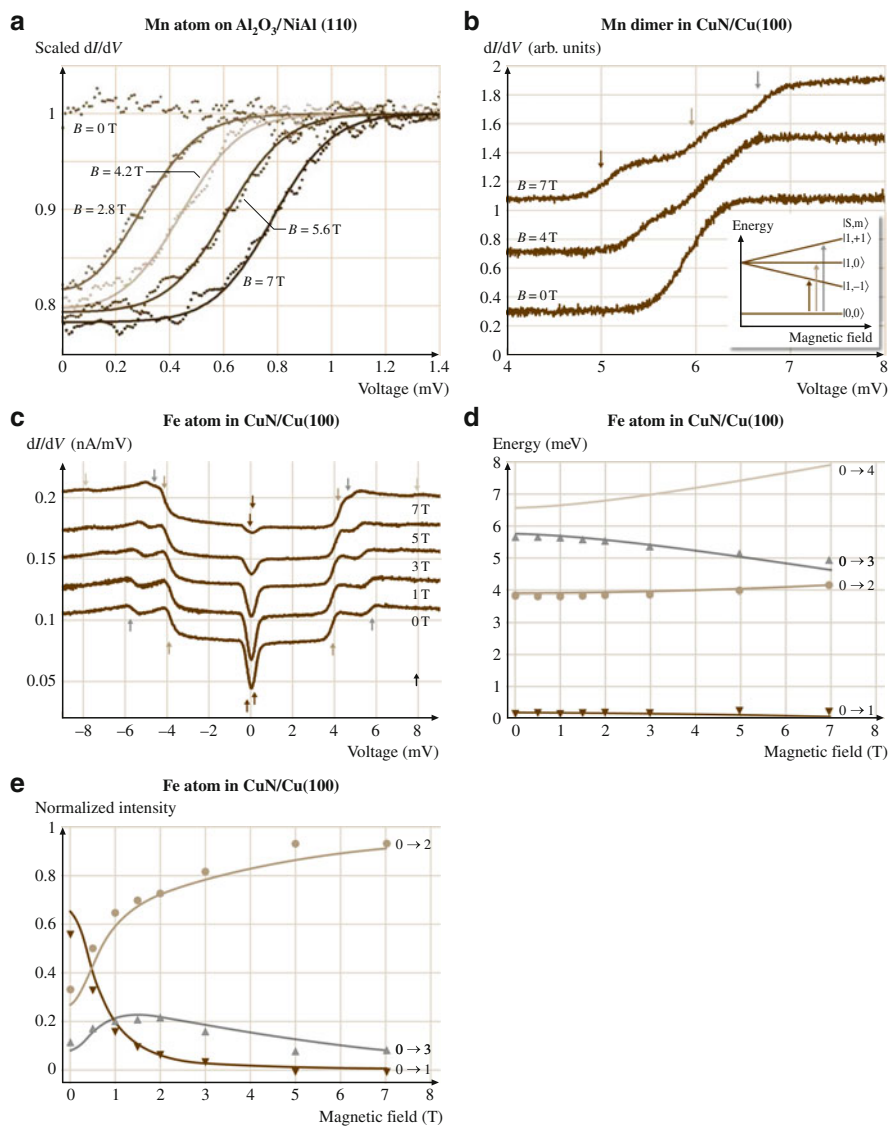 a
Mn atom on Al₂O₃/NiAl (110)
Scaled dI/dV
1
0.9
0.8
B = 0 T
B = 4.2 T
B = 2.8 T
B = 5.6 T
B = 7 T
0 0.2 0.4 0.6 0.8 1.0 1.2 1.4
Voltage (mV)
b
Mn dimer in CuN/Cu(100)
dI/dV (arb. units)
2
1.8
1.6
1.4
1.2
1
0.8
0.6
0.4
0.2
0
B = 7 T
B = 4 T
B = 0 T
Energy
|S,m⟩
|1,+1⟩
|1,0⟩
|1,−1⟩
|0,0⟩
Magnetic field
4 5 6 7 8
Voltage (mV)
c
Fe atom in CuN/Cu(100)
dI/dV (nA/mV)
0.2
0.15
0.1
0.05
7 T
5 T
3 T
1 T
0 T
−8 −6 −4 −2 0 2 4 6 8
Voltage (mV)
d
Fe atom in CuN/Cu(100)
Energy (meV)
8
7
6
5
4
3
2
1
0
0 → 4
0 → 3
0 → 2
0 → 1
0 1 2 3 4 5 6 7 8
Magnetic field (T)
e
Fe atom in CuN/Cu(100)
Normalized intensity
1
0.8
0.6
0.4
0.2
0
0 → 2
0 → 3
0 → 1
0 1 2 3 4 5 6 7 8
Magnetic field (T)